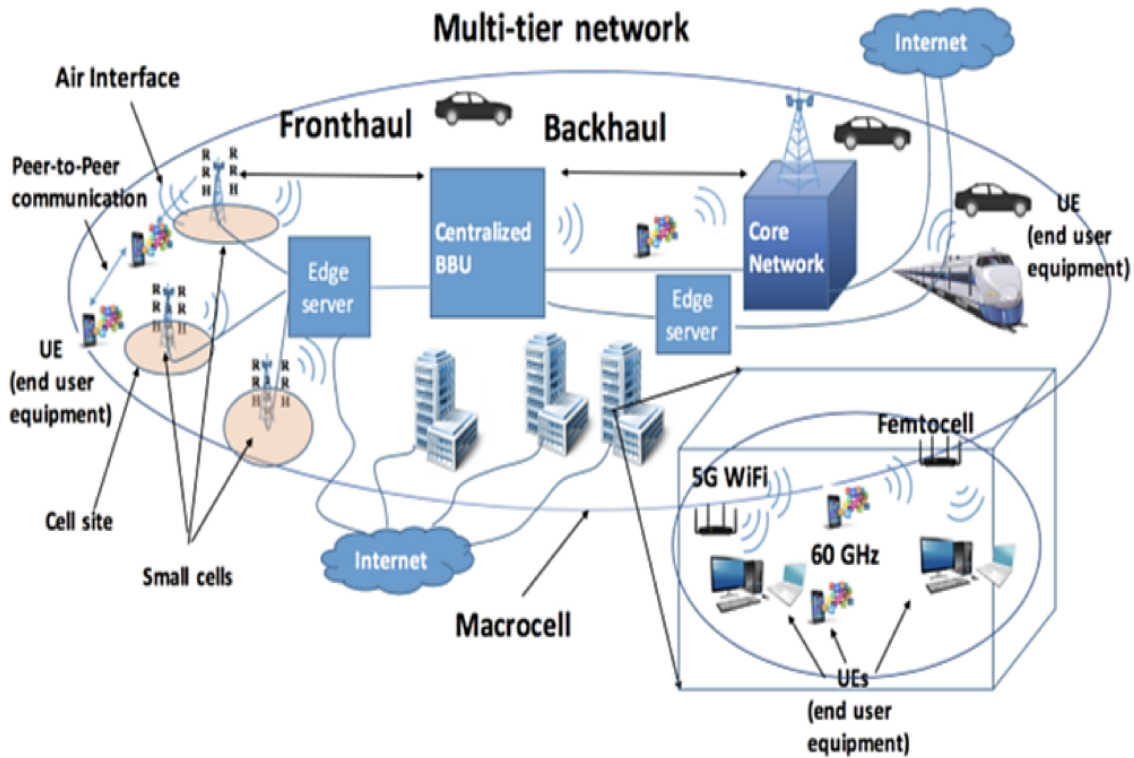 Multi-tier network
Internet
Air Interface
Fronthaul
Backhaul
Peer-to-Peer
communication
R
R
H
UE
(end user
equipment)
Centralized
BBU
Core
Network
Edge
server
Edge
server
R
R
H
UE
(end user
equipment)
R
R
H
R
R
H
R
R
H
R
R
H
Femtocell
5G WiFi
Cell site
Internet
60 GHz
Small cells
Macrocell
UEs
(end user
equipment)